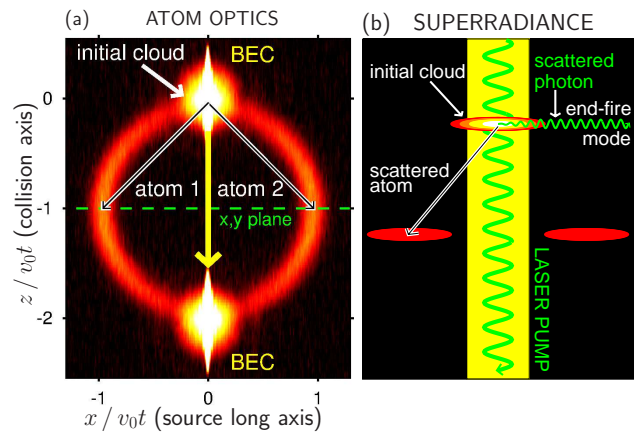 (a) ATOM OPTICS
initial cloud
BEC
atom 1
atom 2
x,y plane
BEC
z / v₀t (collision axis)
0
-1
-2
-1
0
1
x / v₀t (source long axis)
(b) SUPERRADIANCE
initial cloud
scattered
photon
end-fire
mode
scattered
atom
LASER PUMP